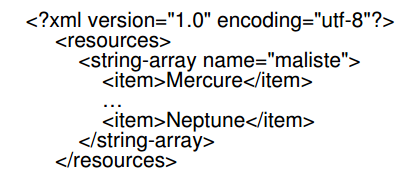 <?xml version="1.0" encoding="utf-8"?>
<resources>
<string-array name="maliste">
<item>Mercure</item>
…
<item>Neptune</item>
</string-array>
</resources>